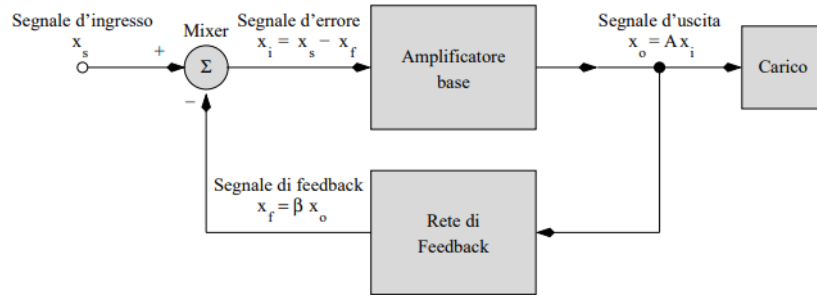 Segnale d'ingresso
x_s
+
Mixer
Σ
−
Segnale d'errore
x_i = x_s − x_f
Amplificatore
base
Segnale d'uscita
x_o = A x_i
Carico
Segnale di feedback
x_f = β x_o
Rete di
Feedback